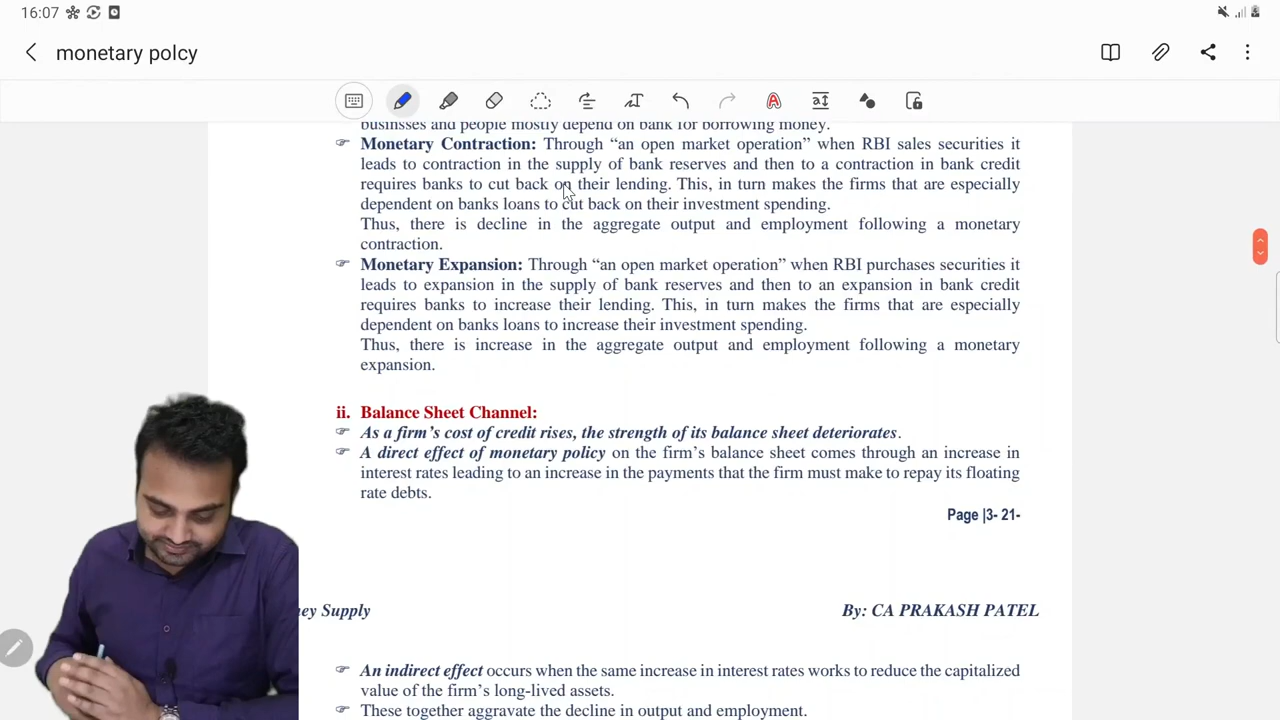 16:07
monetary polcy
businsses and people mostly depend on bank for borrowing money.
☞ Monetary Contraction: Through “an open market operation” when RBI sales securities it
leads to contraction in the supply of bank reserves and then to a contraction in bank credit
requires banks to cut back on their lending. This, in turn makes the firms that are especially
dependent on banks loans to cut back on their investment spending.
Thus, there is decline in the aggregate output and employment following a monetary
contraction.
☞ Monetary Expansion: Through “an open market operation” when RBI purchases securities it
leads to expansion in the supply of bank reserves and then to an expansion in bank credit
requires banks to increase their lending. This, in turn makes the firms that are especially
dependent on banks loans to increase their investment spending.
Thus, there is increase in the aggregate output and employment following a monetary
expansion.
ii. Balance Sheet Channel:
☞ As a firm’s cost of credit rises, the strength of its balance sheet deteriorates.
☞ A direct effect of monetary policy on the firm’s balance sheet comes through an increase in
interest rates leading to an increase in the payments that the firm must make to repay its floating
rate debts.
Page |3- 21-
ey Supply
By: CA PRAKASH PATEL
☞ An indirect effect occurs when the same increase in interest rates works to reduce the capitalized
value of the firm’s long-lived assets.
☞ These together aggravate the decline in output and employment.